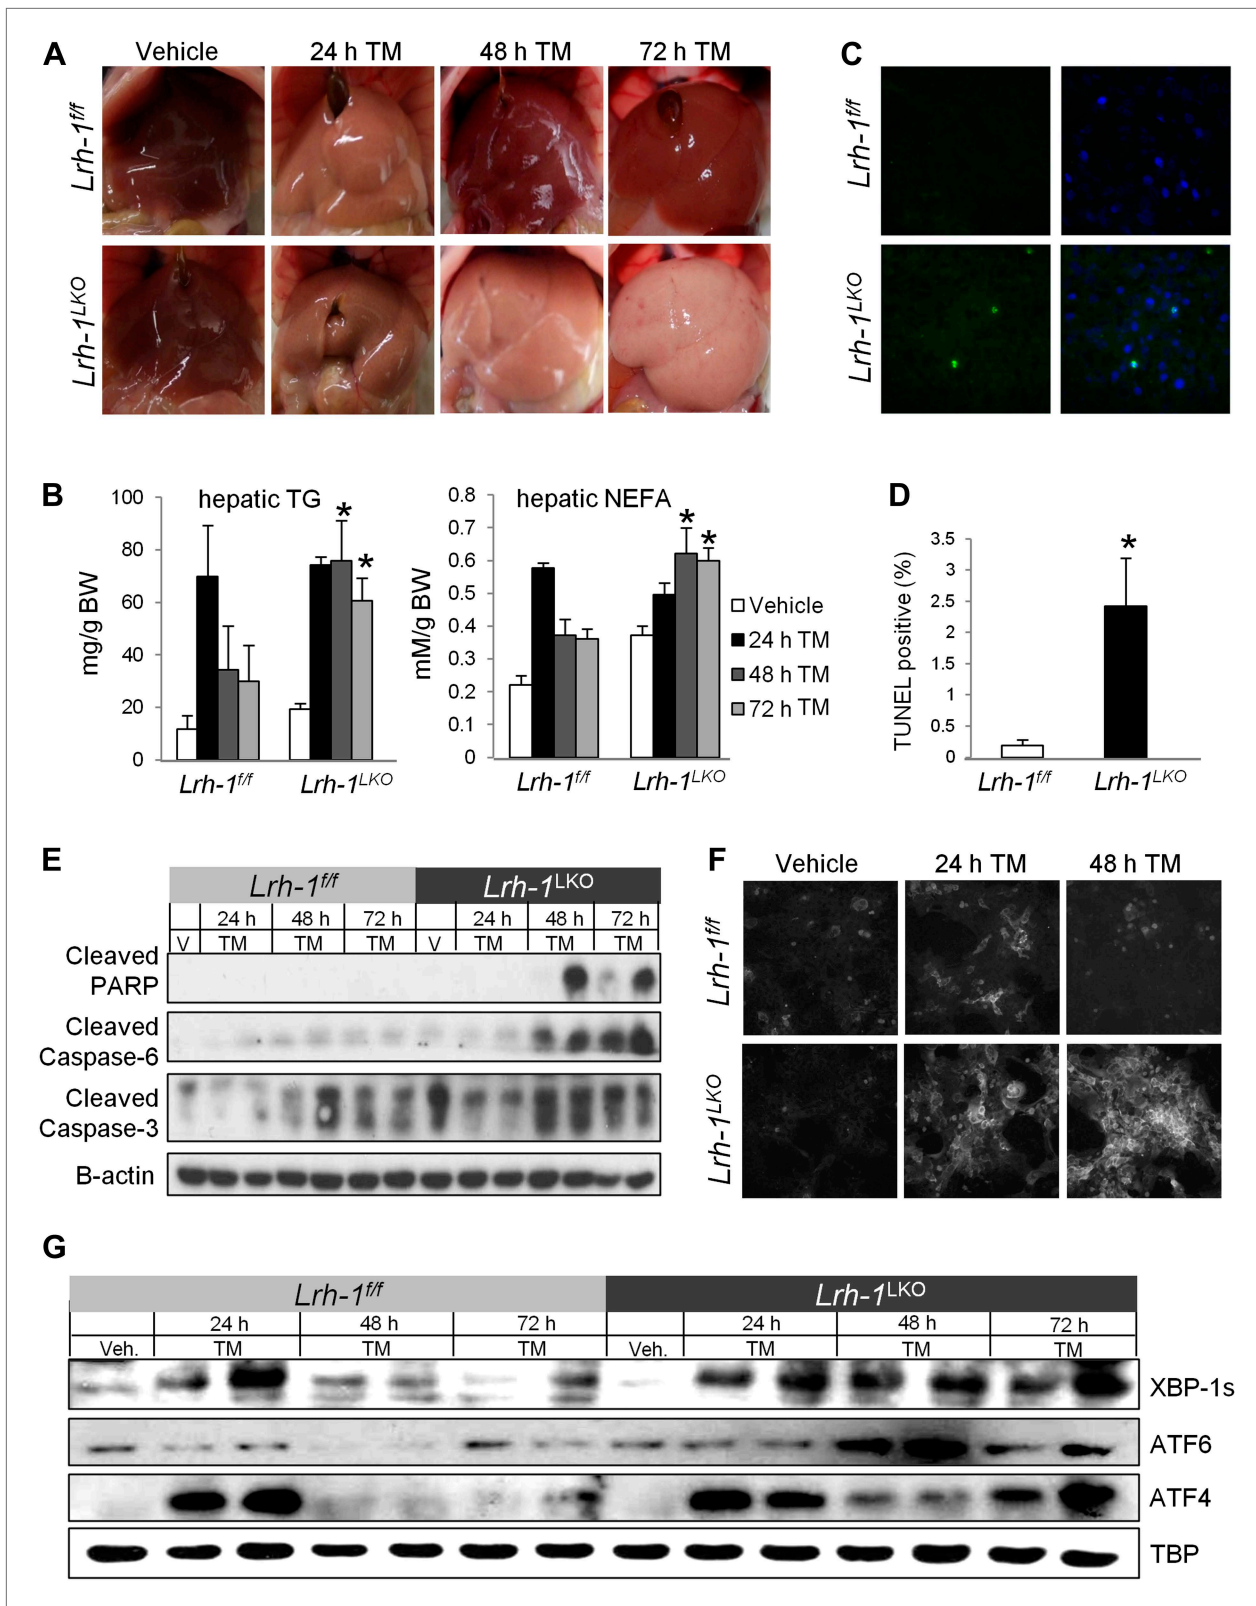 A
Vehicle
24 h TM
48 h TM
72 h TM
Lrh-1f/f
Lrh-1LKO
C
Lrh-1f/f
Lrh-1LKO
B
hepatic TG
mg/g BW
100
80
60
40
20
0
*
*
Lrh-1f/f
Lrh-1LKO
hepatic NEFA
mM/g BW
0.8
0.7
0.6
0.5
0.4
0.3
0.2
0.1
0
*
*
Lrh-1f/f
Lrh-1LKO
Vehicle
24 h TM
48 h TM
72 h TM
D
TUNEL positive (%)
3.5
3
2.5
2
1.5
1
0.5
0
*
Lrh-1f/f
Lrh-1LKO
E
Lrh-1f/f Lrh-1LKO
24 h 48 h 72 h 24 h 48 h 72 h
V TM TM TM V TM TM TM
Cleaved
PARP
Cleaved
Caspase-6
Cleaved
Caspase-3
B-actin
F
Vehicle
24 h TM
48 h TM
Lrh-1f/f
Lrh-1LKO
G
Lrh-1f/f Lrh-1LKO
24 h 48 h 72 h 24 h 48 h 72 h
Veh. TM TM TM Veh. TM TM TM
XBP-1s
ATF6
ATF4
TBP